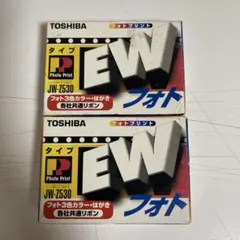 TOSHIBA
フォトプリント
タイプ
EW
P
Photo Print
フォト
JW-Z530
フォト3色カラー・はがき
各社共通リボン
TOSHIBA
フォトプリント
タイプ
EW
P
Photo Print
フォト
JW-Z530
フォト3色カラー・はがき
各社共通リボン